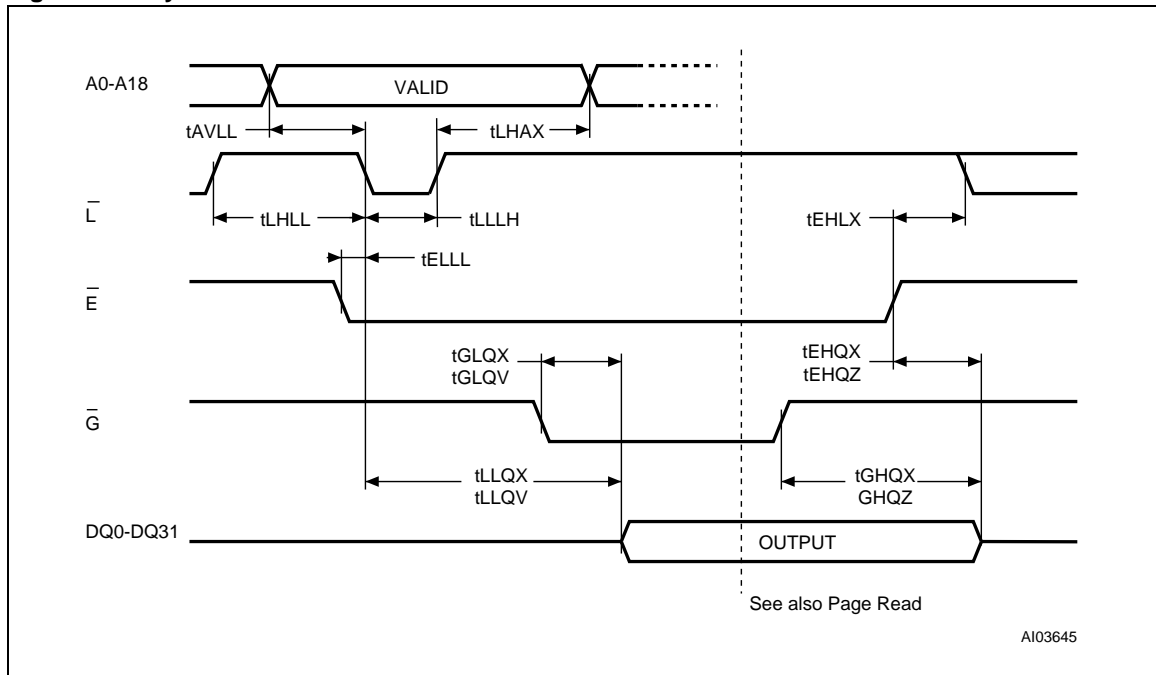 A0-A18
VALID
tAVLL
tLHAX
L
tLHLL
tLLLH
tEHLX
tELLL
E
tGLQX
tGLQV
tEHQX
tEHQZ
G
tLLQX
tLLQV
tGHQX
GHQZ
DQ0-DQ31
OUTPUT
See also Page Read
AI03645